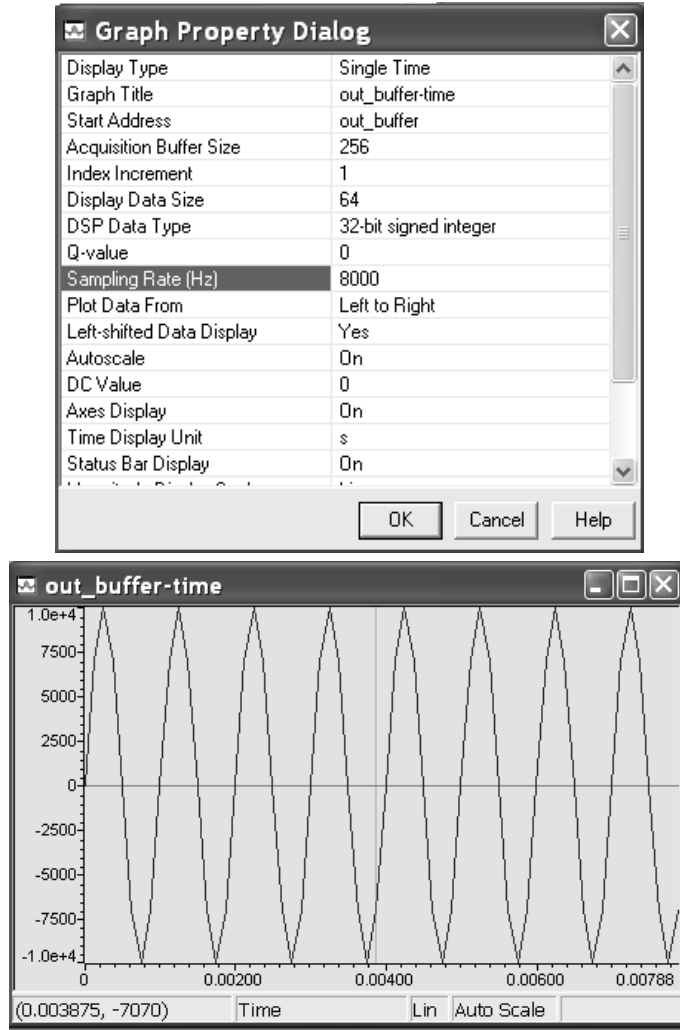 Graph Property Dialog
Display Type Single Time
Graph Title out_buffer-time
Start Address out_buffer
Acquisition Buffer Size 256
Index Increment 1
Display Data Size 64
DSP Data Type 32-bit signed integer
Q-value 0
Sampling Rate (Hz) 8000
Plot Data From Left to Right
Left-shifted Data Display Yes
Autoscale On
DC Value 0
Axes Display On
Time Display Unit s
Status Bar Display On
OK Cancel Help
out_buffer-time
1.0e+4
7500
5000
2500
0
-2500
-5000
-7500
-1.0e+4
0 0.00200 0.00400 0.00600 0.00788
(0.003875, -7070) Time Lin Auto Scale